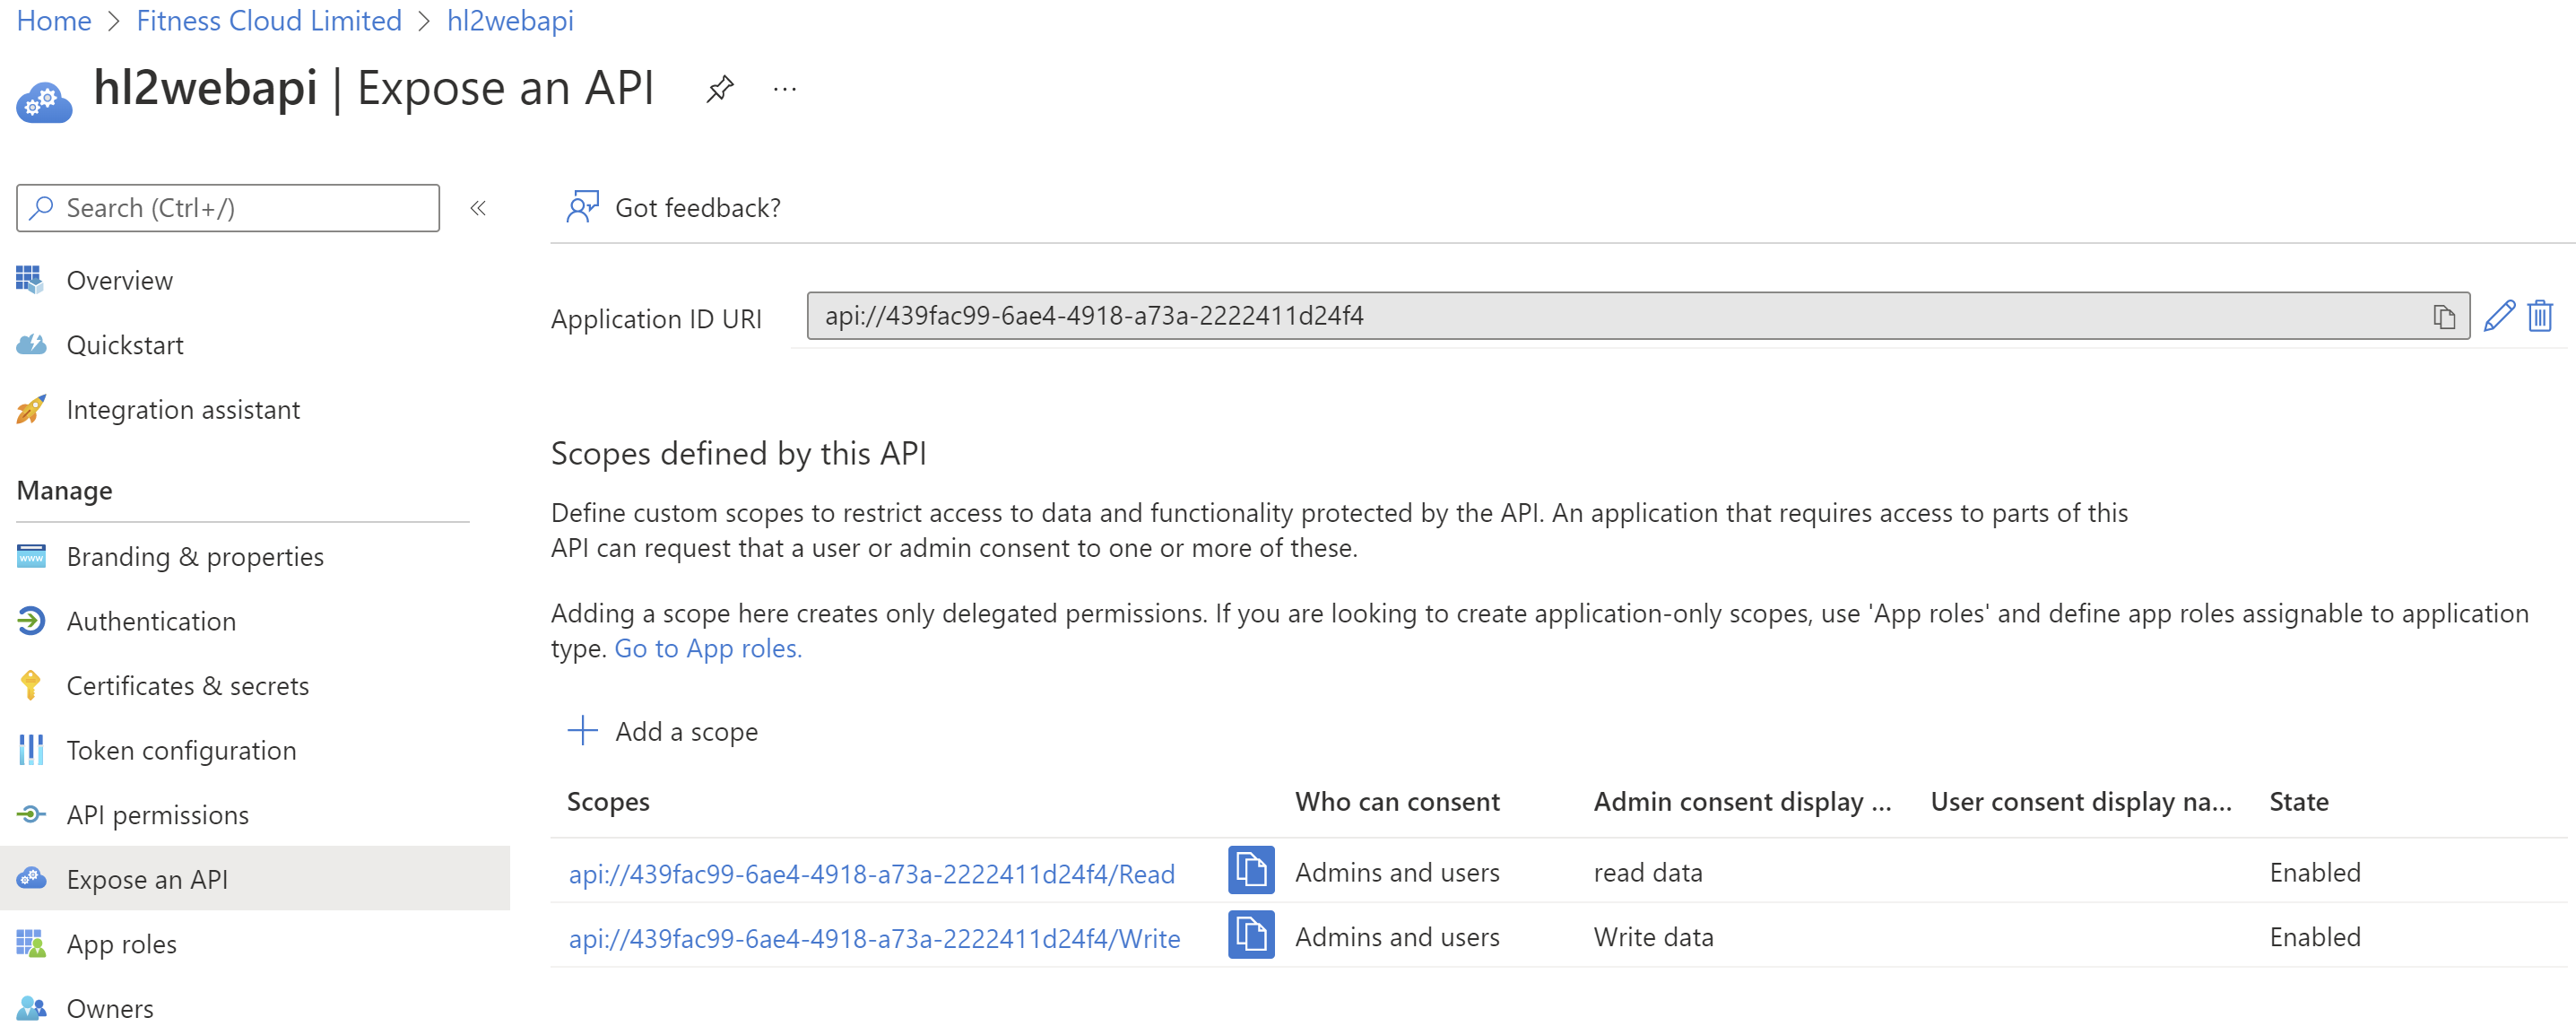 Home > Fitness Cloud Limited > hl2webapi
hl2webapi | Expose an API ...
Search (Ctrl+/) «
Overview
Quickstart
Integration assistant
Manage
Branding & properties
Authentication
Certificates & secrets
Token configuration
API permissions
Expose an API
App roles
Owners
Got feedback?
Application ID URI api://439fac99-6ae4-4918-a73a-2222411d24f4
Scopes defined by this API
Define custom scopes to restrict access to data and functionality protected by the API. An application that requires access to parts of this
API can request that a user or admin consent to one or more of these.
Adding a scope here creates only delegated permissions. If you are looking to create application-only scopes, use 'App roles' and define app roles assignable to application
type. Go to App roles.
Add a scope
Scopes Who can consent Admin consent display ... User consent display na... State
api://439fac99-6ae4-4918-a73a-2222411d24f4/Read Admins and users read data Enabled
api://439fac99-6ae4-4918-a73a-2222411d24f4/Write Admins and users Write data Enabled